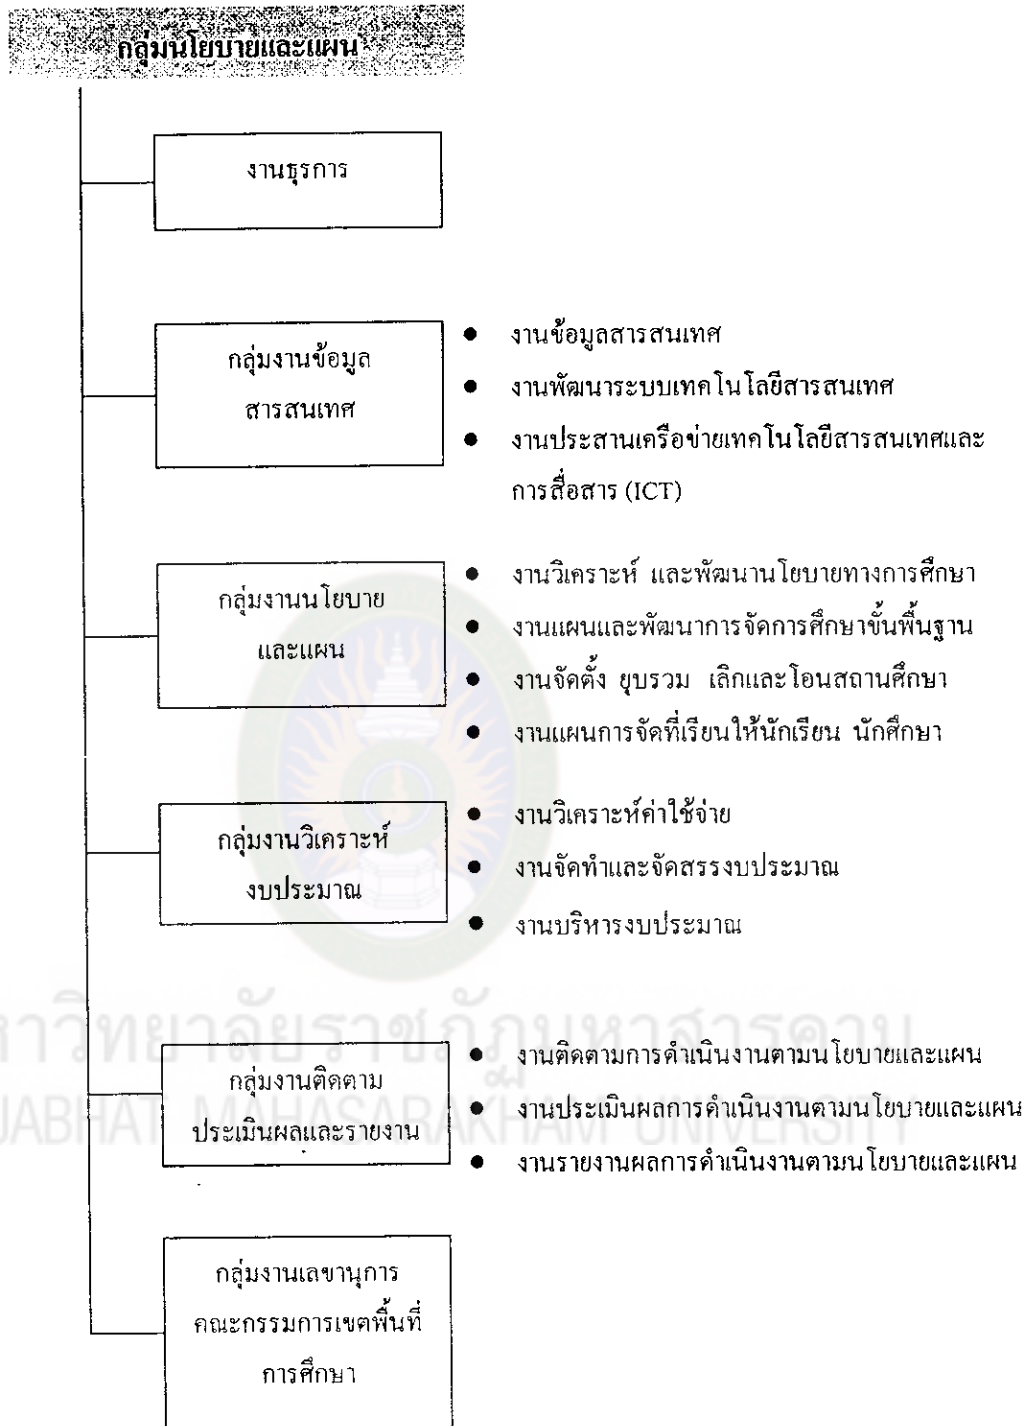 กลุ่มนโยบายและแผน
งานธุรการ
กลุ่มงานข้อมูล
สารสนเทศ
● งานข้อมูลสารสนเทศ
● งานพัฒนาระบบเทคโนโลยีสารสนเทศ
● งานประสานเครือข่ายเทคโนโลยีสารสนเทศและ
การสื่อสาร (ICT)
กลุ่มงานนโยบาย
และแผน
● งานวิเคราะห์ และพัฒนานโยบายทางการศึกษา
● งานแผนและพัฒนาการจัดการศึกษาขั้นพื้นฐาน
● งานจัดตั้ง ยุบรวม เลิกและโอนสถานศึกษา
● งานแผนการจัดที่เรียนให้นักเรียน นักศึกษา
กลุ่มงานวิเคราะห์
งบประมาณ
● งานวิเคราะห์ค่าใช้จ่าย
● งานจัดทำและจัดสรรงบประมาณ
● งานบริหารงบประมาณ
หาวิทยาลัยราชภัฏมหาสารคาม
JABHAT MAHASARAKHAM UNIVERSITY
กลุ่มงานติดตาม
ประเมินผลและรายงาน
● งานติดตามการดำเนินงานตามนโยบายและแผน
● งานประเมินผลการดำเนินงานตามนโยบายและแผน
● งานรายงานผลการดำเนินงานตามนโยบายและแผน
กลุ่มงานเลขานุการ
คณะกรรมการเขตพื้นที่
การศึกษา